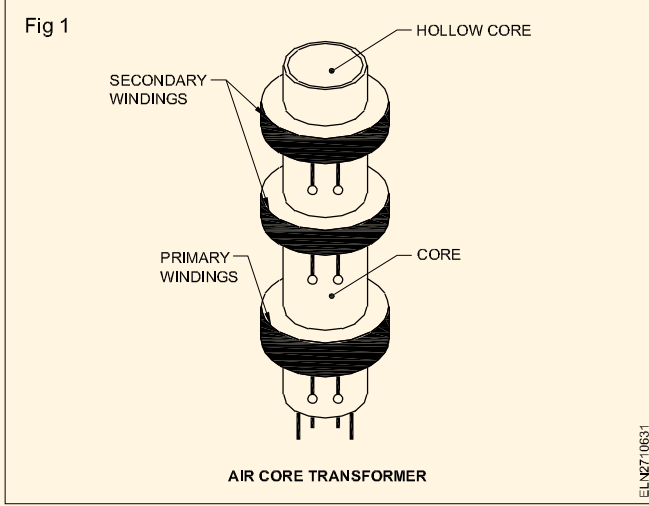 Fig 1
HOLLOW CORE
SECONDARY
WINDINGS
PRIMARY
WINDINGS
CORE
AIR CORE TRANSFORMER
ELN2710631